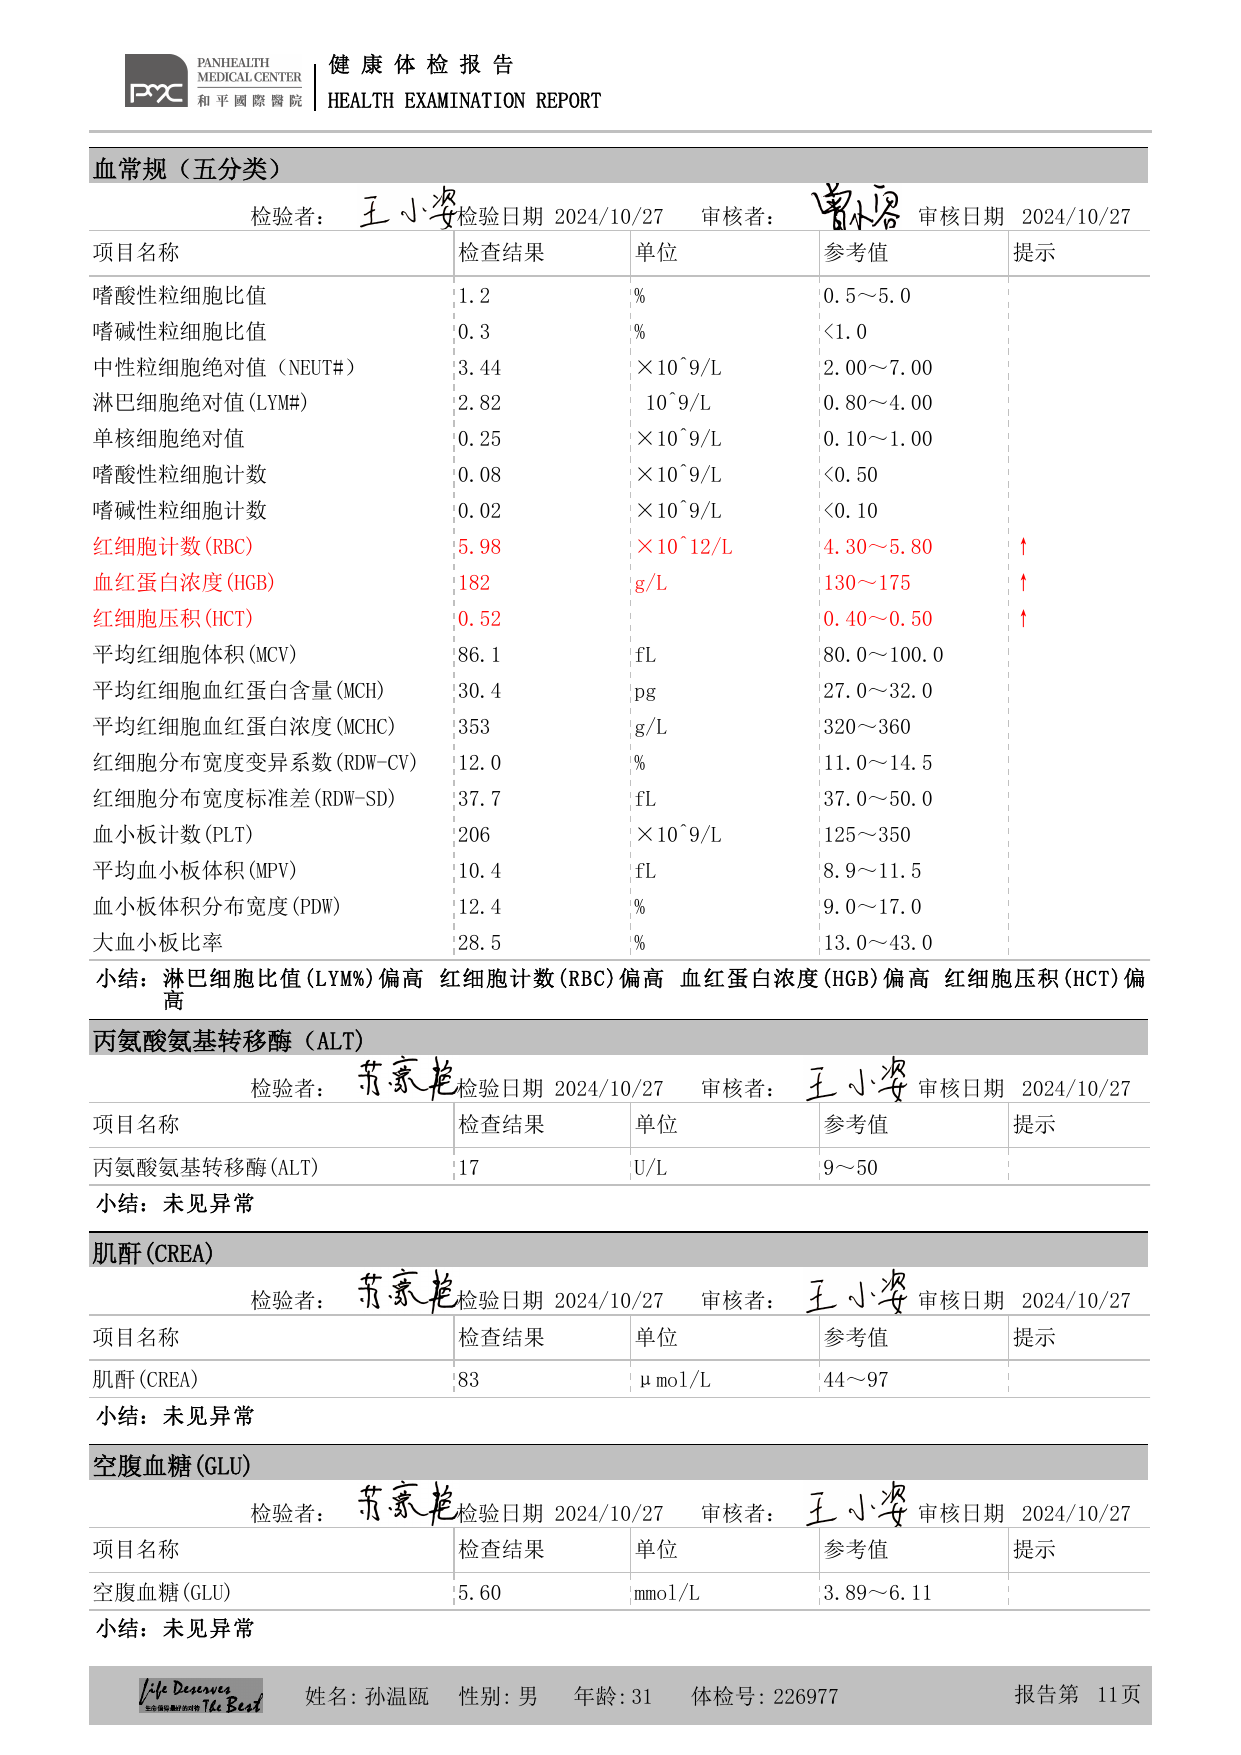 PANHEALTH
MEDICAL CENTER
PMC
和平國際醫院
健康体检报告
HEALTH EXAMINATION REPORT
血常规（五分类）
检验者： 王小姿 检验日期 2024/10/27 审核者： 曾小容 审核日期 2024/10/27
项目名称 检查结果 单位 参考值 提示
嗜酸性粒细胞比值 1.2 % 0.5～5.0
嗜碱性粒细胞比值 0.3 % <1.0
中性粒细胞绝对值（NEUT#） 3.44 ×10^9/L 2.00～7.00
淋巴细胞绝对值(LYM#) 2.82 10^9/L 0.80～4.00
单核细胞绝对值 0.25 ×10^9/L 0.10～1.00
嗜酸性粒细胞计数 0.08 ×10^9/L <0.50
嗜碱性粒细胞计数 0.02 ×10^9/L <0.10
红细胞计数(RBC) 5.98 ×10^12/L 4.30～5.80 ↑
血红蛋白浓度(HGB) 182 g/L 130～175 ↑
红细胞压积(HCT) 0.52 0.40～0.50 ↑
平均红细胞体积(MCV) 86.1 fL 80.0～100.0
平均红细胞血红蛋白含量(MCH) 30.4 pg 27.0～32.0
平均红细胞血红蛋白浓度(MCHC) 353 g/L 320～360
红细胞分布宽度变异系数(RDW-CV) 12.0 % 11.0～14.5
红细胞分布宽度标准差(RDW-SD) 37.7 fL 37.0～50.0
血小板计数(PLT) 206 ×10^9/L 125～350
平均血小板体积(MPV) 10.4 fL 8.9～11.5
血小板体积分布宽度(PDW) 12.4 % 9.0～17.0
大血小板比率 28.5 % 13.0～43.0
小结：淋巴细胞比值(LYM%)偏高 红细胞计数(RBC)偏高 血红蛋白浓度(HGB)偏高 红细胞压积(HCT)偏
高
丙氨酸氨基转移酶（ALT）
检验者： 苏豪艳 检验日期 2024/10/27 审核者： 王小姿 审核日期 2024/10/27
项目名称 检查结果 单位 参考值 提示
丙氨酸氨基转移酶(ALT) 17 U/L 9～50
小结：未见异常
肌酐(CREA)
检验者： 苏豪艳 检验日期 2024/10/27 审核者： 王小姿 审核日期 2024/10/27
项目名称 检查结果 单位 参考值 提示
肌酐(CREA) 83 μmol/L 44～97
小结：未见异常
空腹血糖(GLU)
检验者： 苏豪艳 检验日期 2024/10/27 审核者： 王小姿 审核日期 2024/10/27
项目名称 检查结果 单位 参考值 提示
空腹血糖(GLU) 5.60 mmol/L 3.89～6.11
小结：未见异常
Life Deserves
生命值得最好的对待 The Best
姓名：孙温瓯 性别：男 年龄：31 体检号：226977 报告第 11页